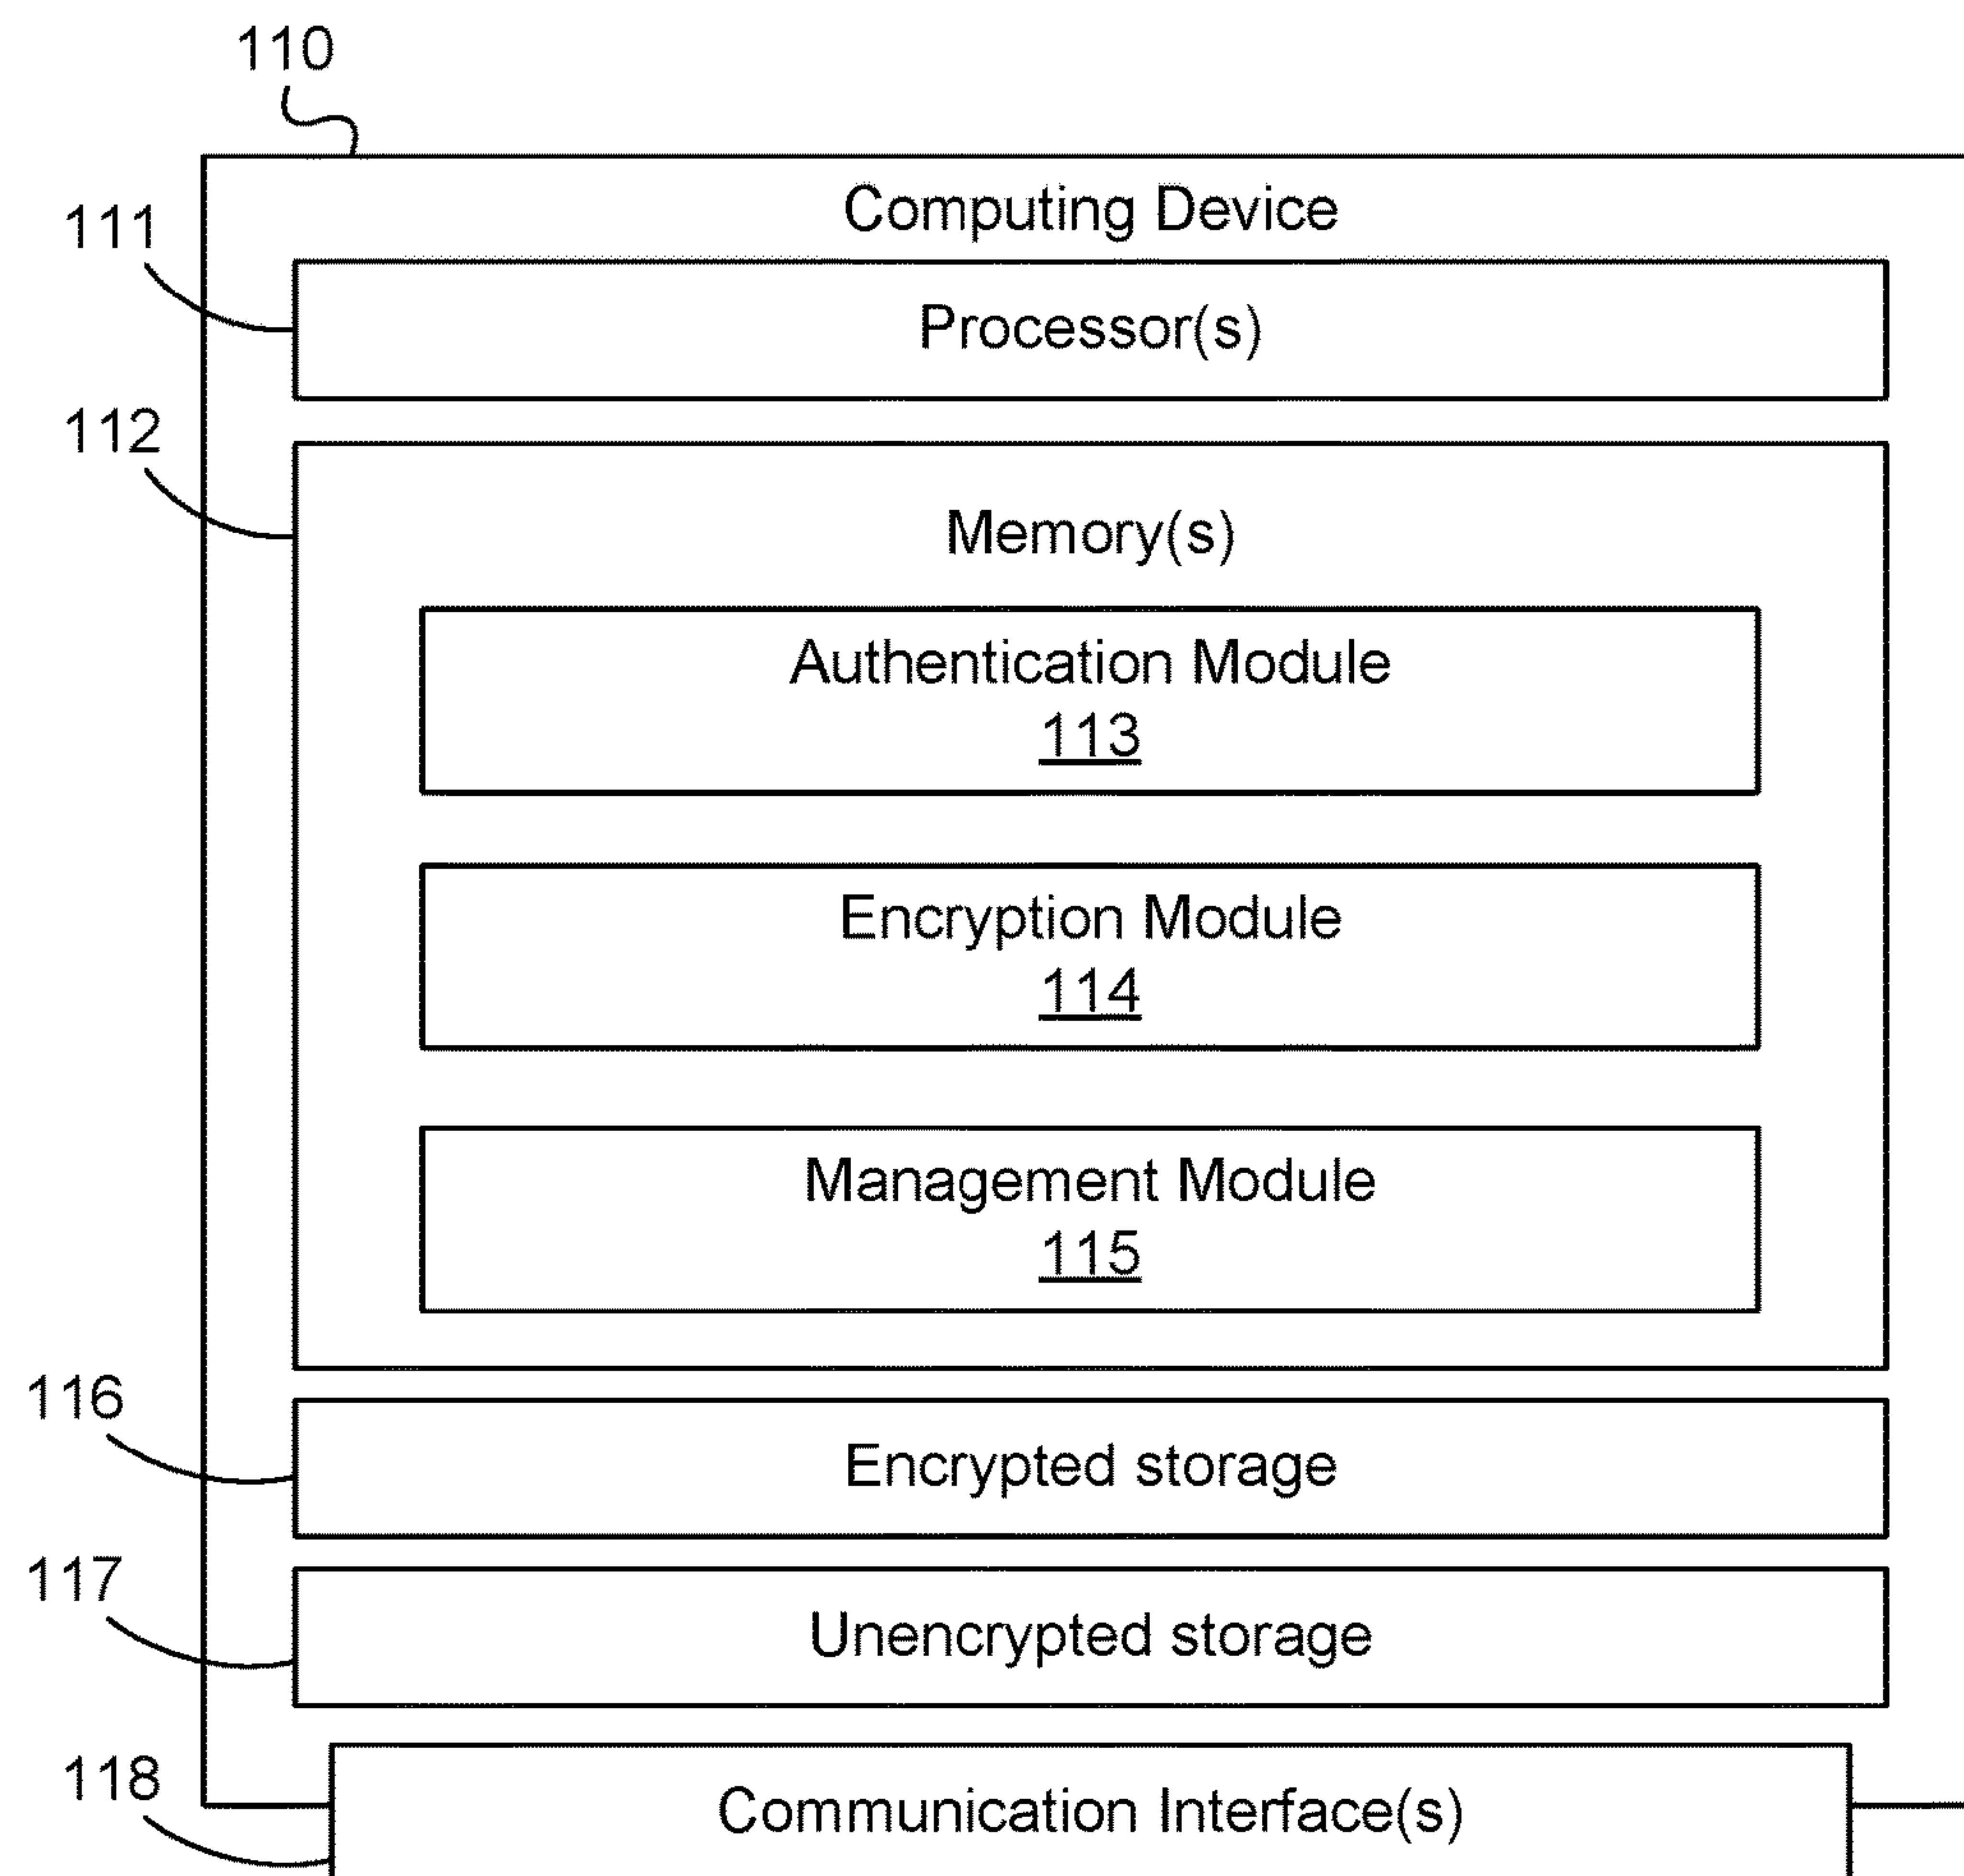 110
Computing Device
111
Processor(s)
112
Memory(s)
Authentication Module
113
Encryption Module
114
Management Module
115
116
Encrypted storage
117
Unencrypted storage
118
Communication Interface(s)